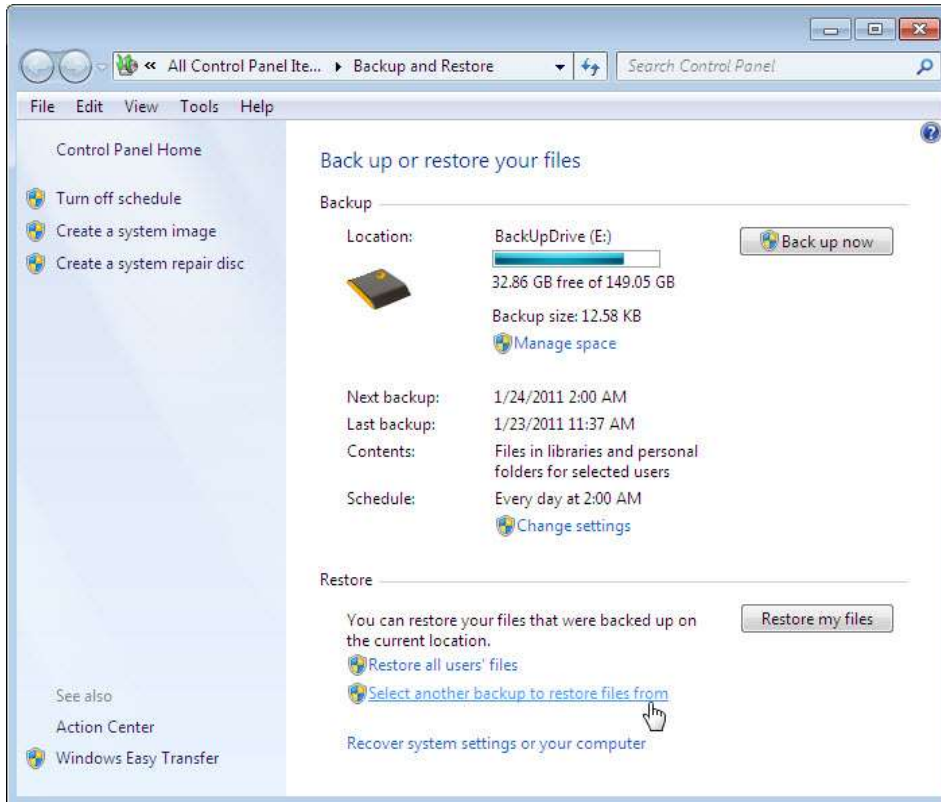 « All Control Panel Ite... ▸ Backup and Restore
Search Control Panel
File Edit View Tools Help
Control Panel Home
Turn off schedule
Create a system image
Create a system repair disc
Back up or restore your files
Backup
Location: BackUpDrive (E:)
Back up now
32.86 GB free of 149.05 GB
Backup size: 12.58 KB
Manage space
Next backup: 1/24/2011 2:00 AM
Last backup: 1/23/2011 11:37 AM
Contents: Files in libraries and personal
folders for selected users
Schedule: Every day at 2:00 AM
Change settings
Restore
You can restore your files that were backed up on
the current location.
Restore my files
Restore all users' files
Select another backup to restore files from
Recover system settings or your computer
See also
Action Center
Windows Easy Transfer